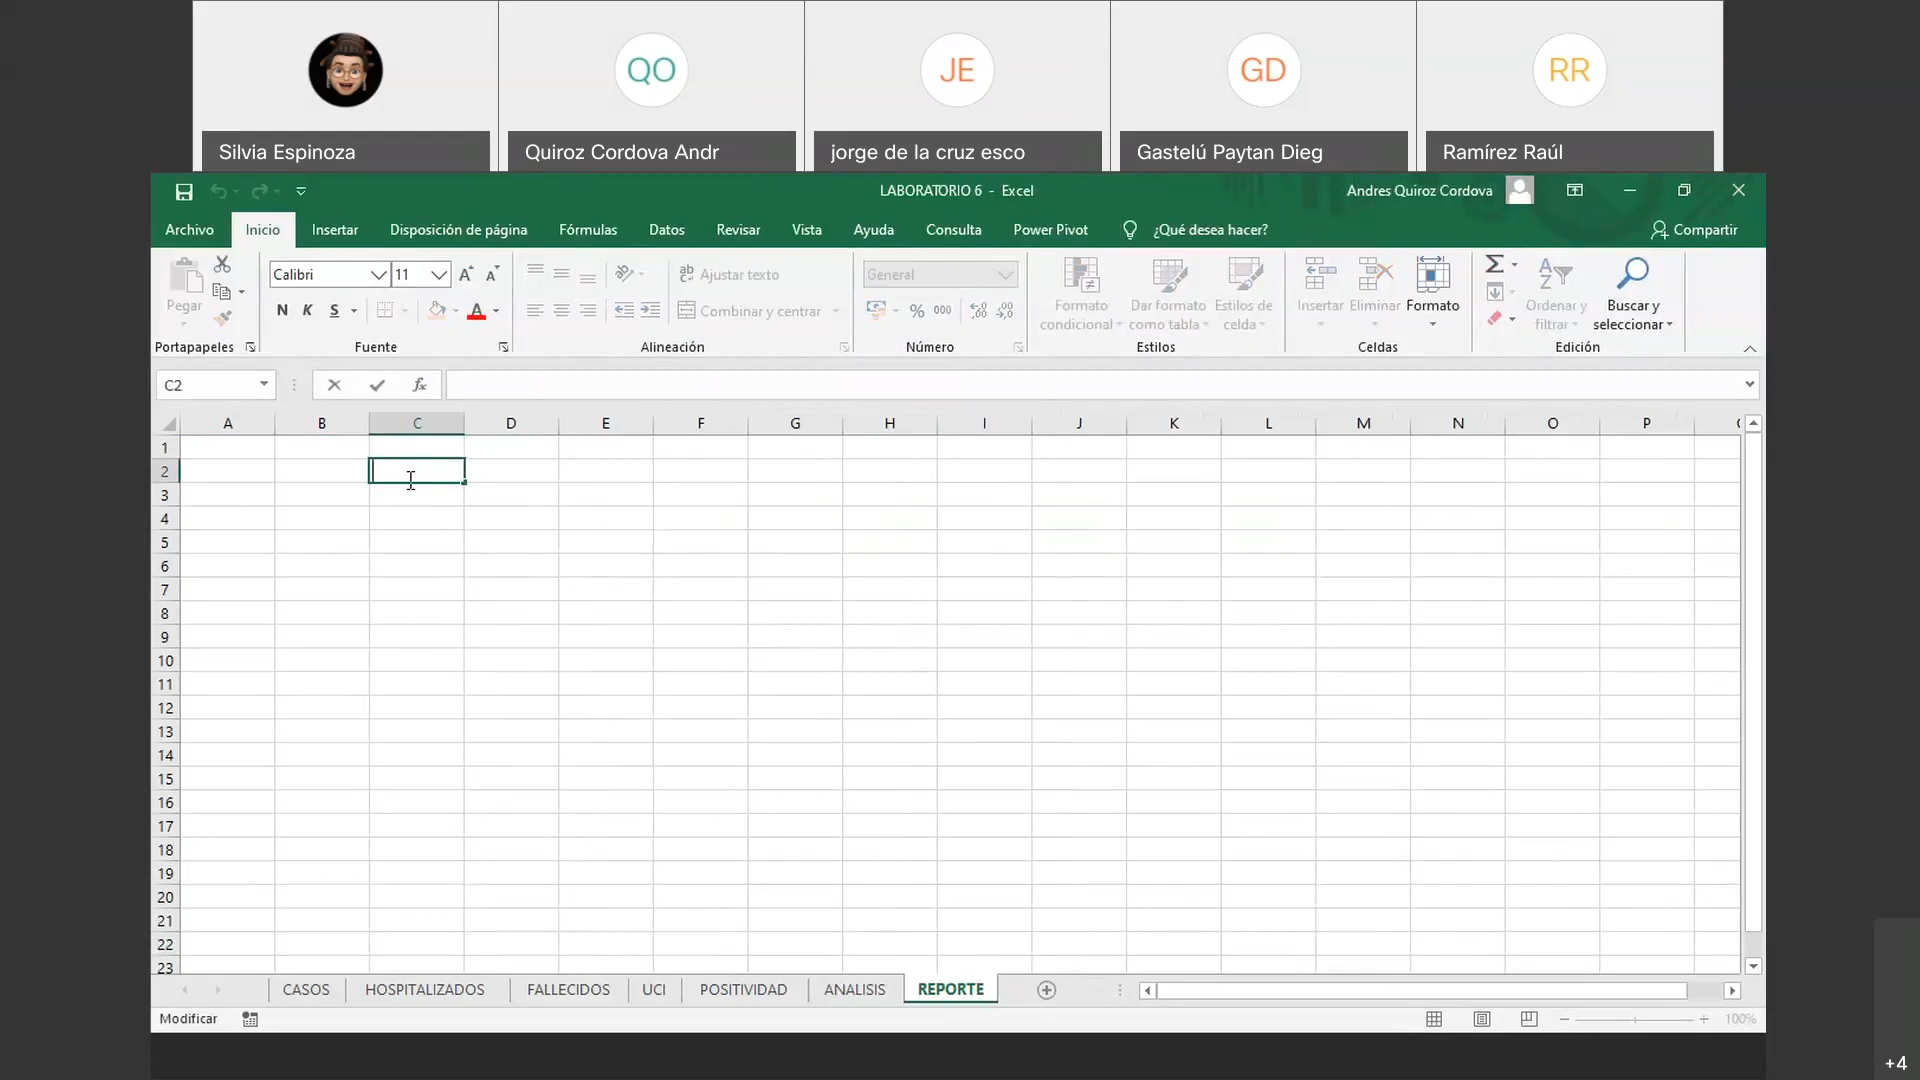 QO
JE
GD
RR
Silvia Espinoza
Quiroz Cordova Andr
jorge de la cruz esco
Gastelú Paytan Dieg
Ramírez Raúl
LABORATORIO 6 - Excel
Andres Quiroz Cordova
Archivo
Inicio
Insertar
Disposición de página
Fórmulas
Datos
Revisar
Vista
Ayuda
Consulta
Power Pivot
¿Qué desea hacer?
Compartir
Pegar
Calibri
11
N K S
Ajustar texto
Combinar y centrar
General
% 000
Formato condicional
Dar formato como tabla
Estilos de celda
Insertar
Eliminar
Formato
Ordenar y filtrar
Buscar y seleccionar
Portapapeles
Fuente
Alineación
Número
Estilos
Celdas
Edición
C2
fx
A B C D E F G H I J K L M N O P
1
2
3
4
5
6
7
8
9
10
11
12
13
14
15
16
17
18
19
20
21
22
23
CASOS
HOSPITALIZADOS
FALLECIDOS
UCI
POSITIVIDAD
ANALISIS
REPORTE
Modificar
100%
+4